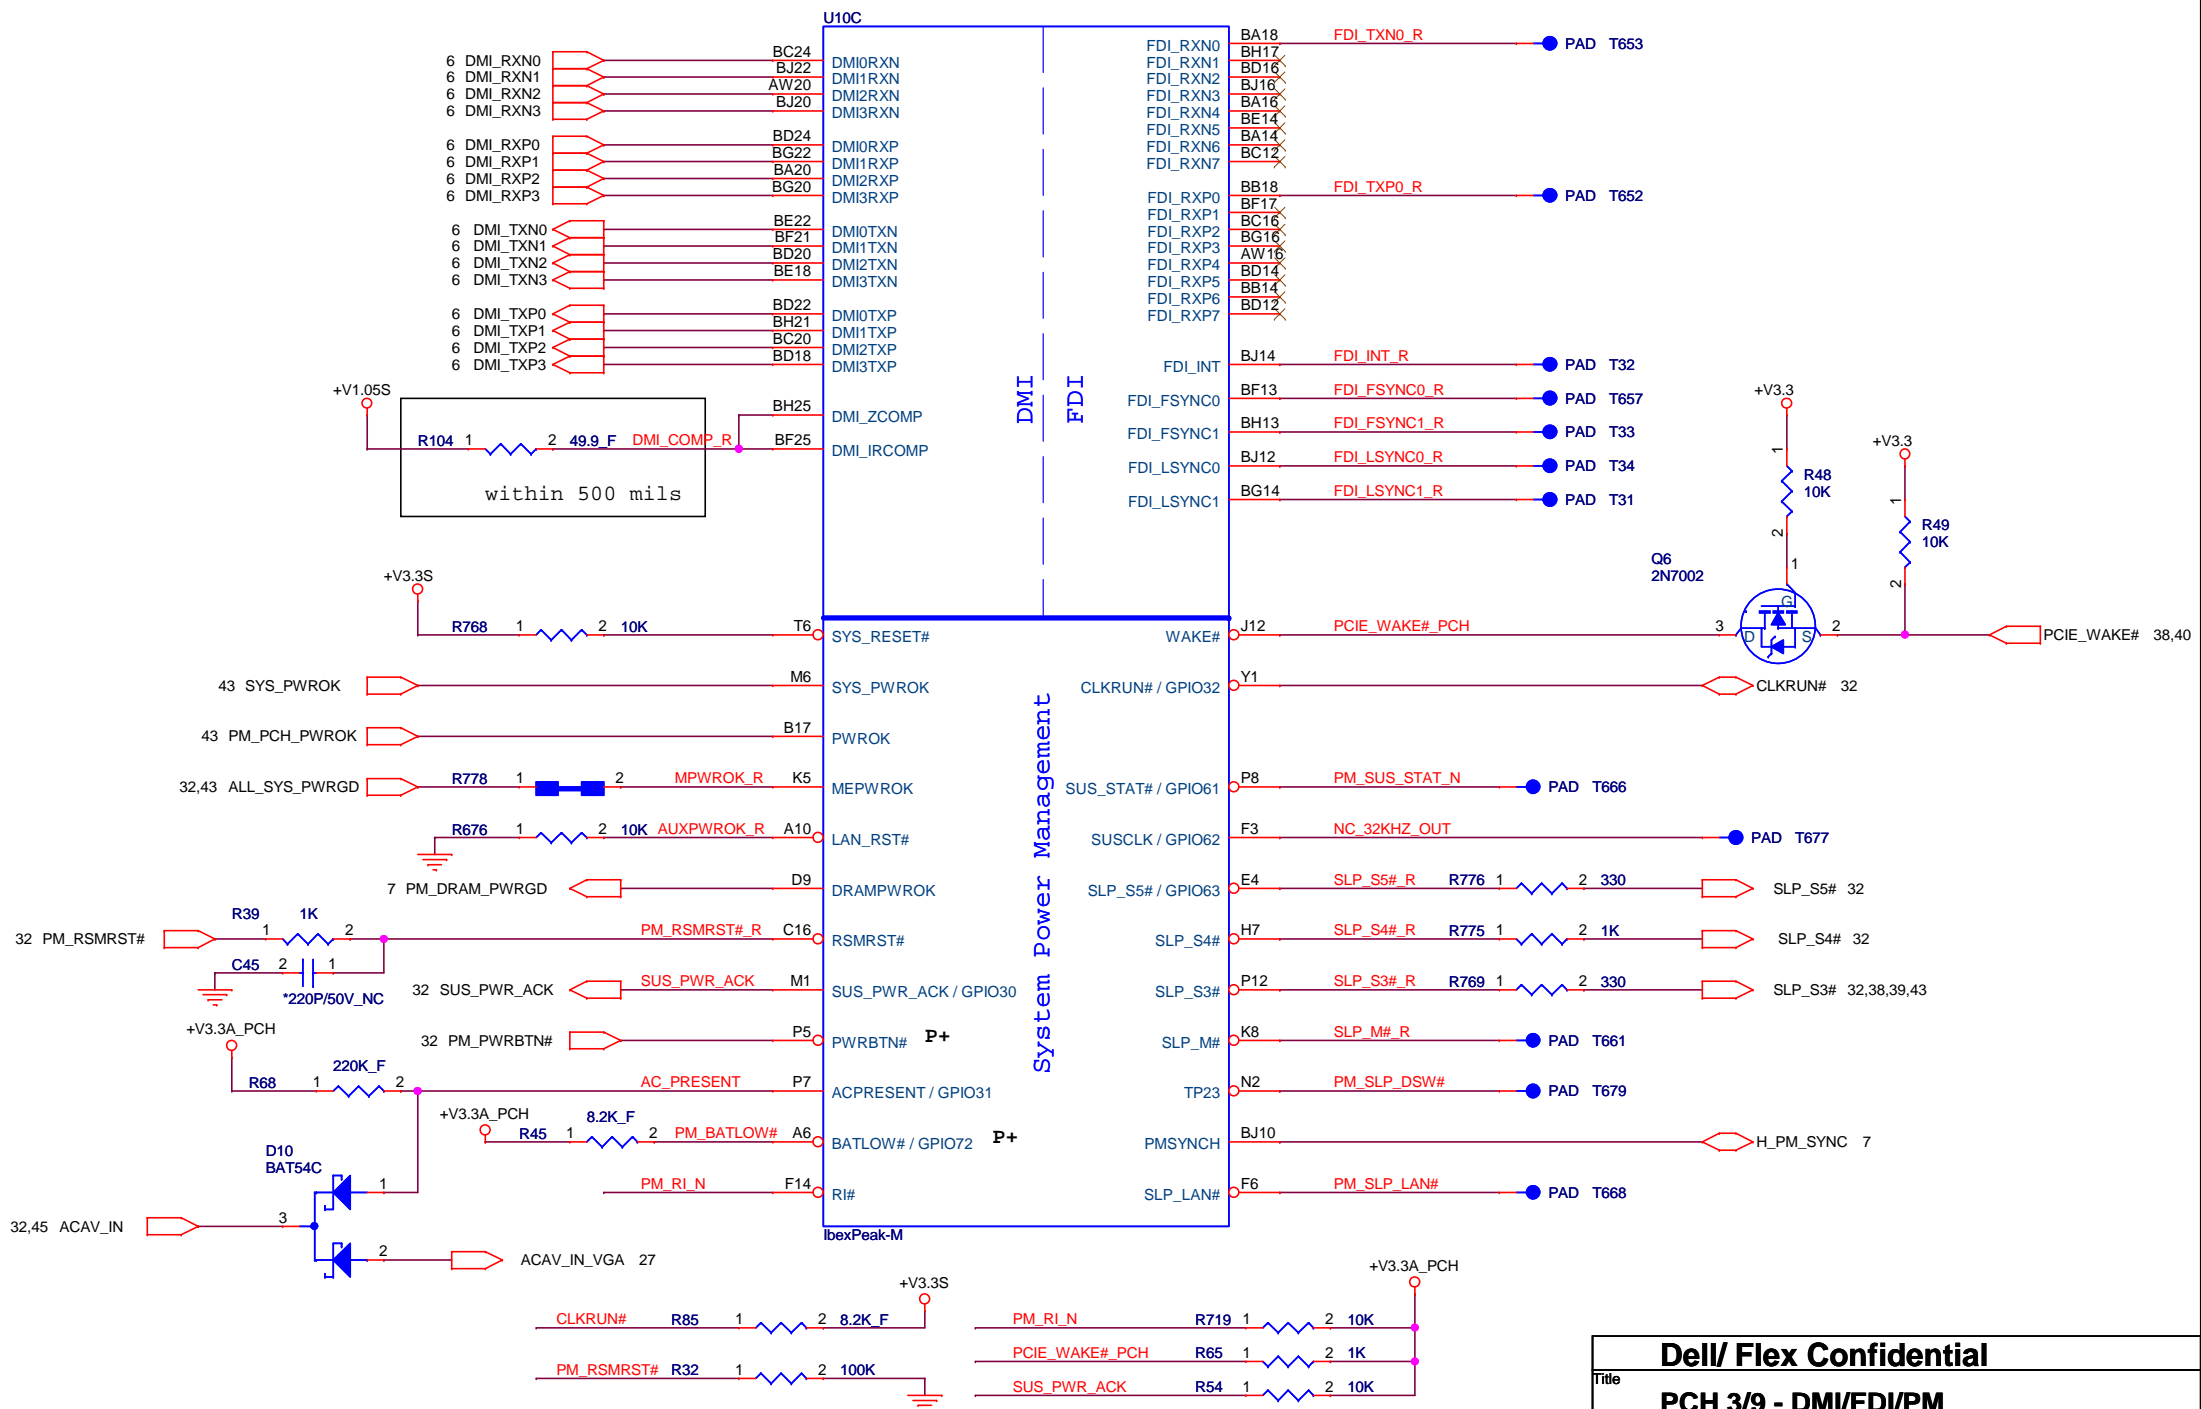 U10C
6 DMI_RXN0 BC24 DMI0RXN
6 DMI_RXN1 BJ22 DMI1RXN
6 DMI_RXN2 AW20 DMI2RXN
6 DMI_RXN3 BJ20 DMI3RXN
6 DMI_RXP0 BD24 DMI0RXP
6 DMI_RXP1 BG22 DMI1RXP
6 DMI_RXP2 BA20 DMI2RXP
6 DMI_RXP3 BG20 DMI3RXP
6 DMI_TXN0 BE22 DMI0TXN
6 DMI_TXN1 BF21 DMI1TXN
6 DMI_TXN2 BD20 DMI2TXN
6 DMI_TXN3 BE18 DMI3TXN
6 DMI_TXP0 BD22 DMI0TXP
6 DMI_TXP1 BH21 DMI1TXP
6 DMI_TXP2 BC20 DMI2TXP
6 DMI_TXP3 BD18 DMI3TXP
+V1.05S
BH25 DMI_ZCOMP
R104 1 2 49.9_F DMI_COMP_R BF25 DMI_IRCOMP
within 500 mils
DMI
FDI
FDI_RXN0 BA18 FDI_TXN0_R PAD T653
FDI_RXN1 BH17
FDI_RXN2 BD16
FDI_RXN3 BJ16
FDI_RXN4 BA16
FDI_RXN5 BE14
FDI_RXN6 BA14
FDI_RXN7 BC12
FDI_RXP0 BB18 FDI_TXP0_R PAD T652
FDI_RXP1 BF17
FDI_RXP2 BC16
FDI_RXP3 BG16
FDI_RXP4 AW16
FDI_RXP5 BD14
FDI_RXP6 BB14
FDI_RXP7 BD12
FDI_INT BJ14 FDI_INT_R PAD T32
FDI_FSYNC0 BF13 FDI_FSYNC0_R PAD T657
FDI_FSYNC1 BH13 FDI_FSYNC1_R PAD T33
FDI_LSYNC0 BJ12 FDI_LSYNC0_R PAD T34
FDI_LSYNC1 BG14 FDI_LSYNC1_R PAD T31
+V3.3
1 R48 10K 2
+V3.3
1 R49 10K 2
Q6
2N7002
1
G
+V3.3S
R768 1 2 10K T6 SYS_RESET#
43 SYS_PWROK M6 SYS_PWROK
43 PM_PCH_PWROK B17 PWROK
32,43 ALL_SYS_PWRGD R778 1 2 MPWROK_R K5 MEPWROK
R676 1 2 10K AUXPWROK_R A10 LAN_RST#
7 PM_DRAM_PWRGD D9 DRAMPWROK
32 PM_RSMRST# R39 1 1K 2 PM_RSMRST#_R C16 RSMRST#
C45 2 1
*220P/50V_NC
32 SUS_PWR_ACK SUS_PWR_ACK M1 SUS_PWR_ACK / GPIO30
32 PM_PWRBTN# P5 PWRBTN# P+
+V3.3A_PCH
R68 1 220K_F 2 AC_PRESENT P7 ACPRESENT / GPIO31
+V3.3A_PCH
R45 1 8.2K_F 2 PM_BATLOW# A6 BATLOW# / GPIO72 P+
PM_RI_N F14 RI#
D10
BAT54C
1
32,45 ACAV_IN 3
2 ACAV_IN_VGA 27
System Power Management
WAKE# J12 PCIE_WAKE#_PCH 3 D S 2 PCIE_WAKE# 38,40
CLKRUN# / GPIO32 Y1 CLKRUN# 32
SUS_STAT# / GPIO61 P8 PM_SUS_STAT_N PAD T666
SUSCLK / GPIO62 F3 NC_32KHZ_OUT PAD T677
SLP_S5# / GPIO63 E4 SLP_S5#_R R776 1 2 330 SLP_S5# 32
SLP_S4# H7 SLP_S4#_R R775 1 2 1K SLP_S4# 32
SLP_S3# P12 SLP_S3#_R R769 1 2 330 SLP_S3# 32,38,39,43
SLP_M# K8 SLP_M#_R PAD T661
TP23 N2 PM_SLP_DSW# PAD T679
PMSYNCH BJ10 H_PM_SYNC 7
SLP_LAN# F6 PM_SLP_LAN# PAD T668
IbexPeak-M
+V3.3S
CLKRUN# R85 1 2 8.2K_F
PM_RSMRST# R32 1 2 100K
+V3.3A_PCH
PM_RI_N R719 1 2 10K
PCIE_WAKE#_PCH R65 1 2 1K
SUS_PWR_ACK R54 1 2 10K
Dell/ Flex Confidential
Title
PCH 3/9 - DMI/FDI/PM